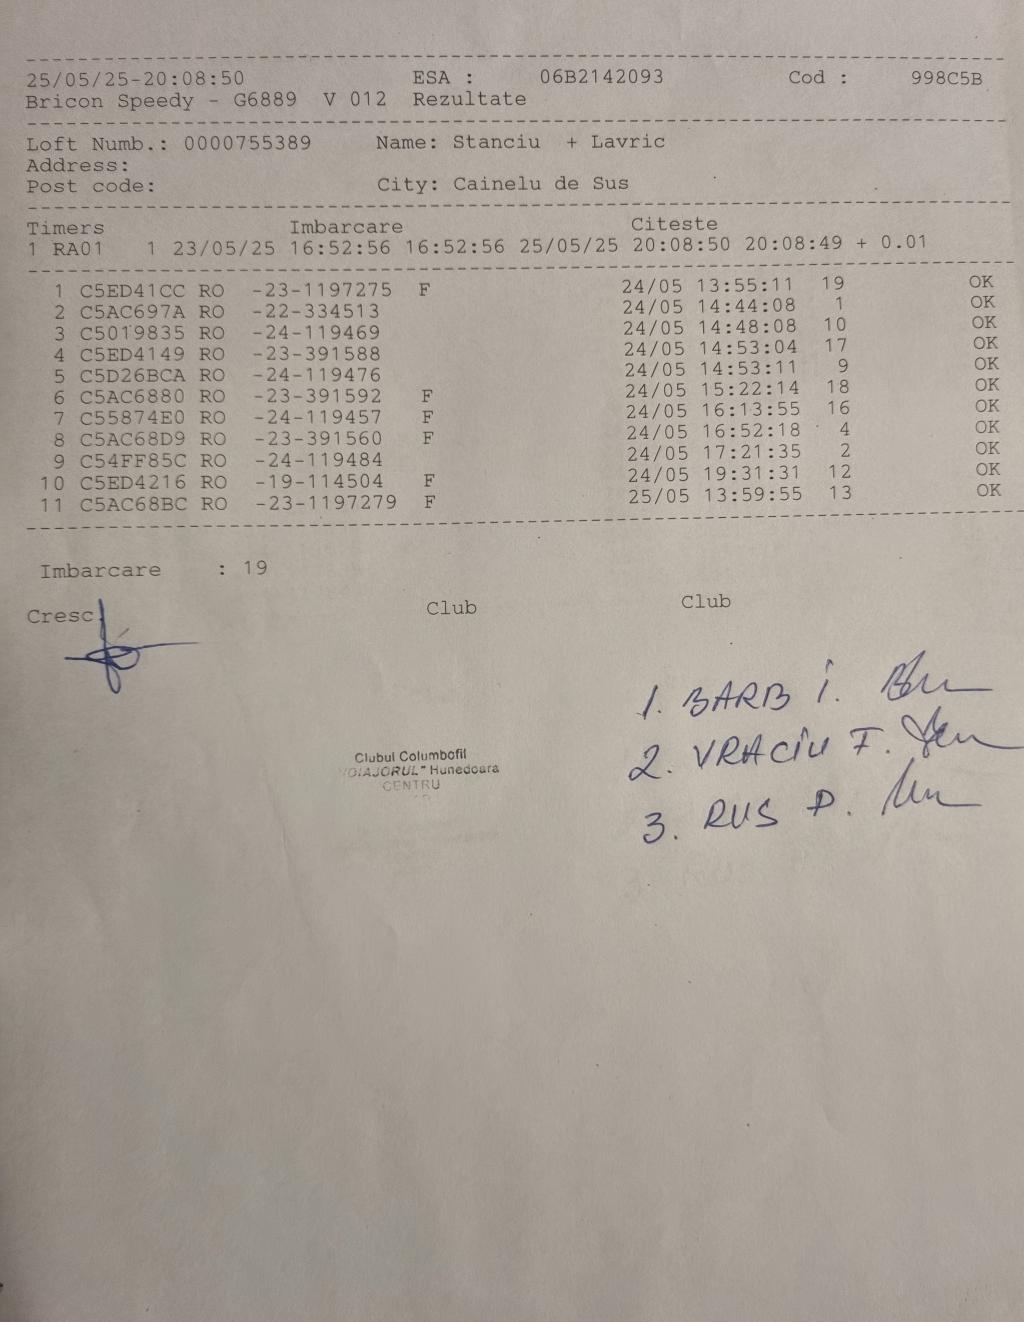 25/05/25-20:08:50 ESA : 06B2142093 Cod : 998C5B
Bricon Speedy - G6889 V 012 Rezultate
Loft Numb.: 0000755389 Name: Stanciu + Lavric
Address:
Post code: City: Cainelu de Sus
Timers Imbarcare Citeste
1 RA01 1 23/05/25 16:52:56 16:52:56 25/05/25 20:08:50 20:08:49 + 0.01
1 C5ED41CC RO -23-1197275 F 24/05 13:55:11 19 OK
2 C5AC697A RO -22-334513 24/05 14:44:08 1 OK
3 C5019835 RO -24-119469 24/05 14:48:08 10 OK
4 C5ED4149 RO -23-391588 24/05 14:53:04 17 OK
5 C5D26BCA RO -24-119476 24/05 14:53:11 9 OK
6 C5AC6880 RO -23-391592 F 24/05 15:22:14 18 OK
7 C55874E0 RO -24-119457 F 24/05 16:13:55 16 OK
8 C5AC68D9 RO -23-391560 F 24/05 16:52:18 4 OK
9 C54FF85C RO -24-119484 24/05 17:21:35 2 OK
10 C5ED4216 RO -19-114504 F 24/05 19:31:31 12 OK
11 C5AC68BC RO -23-1197279 F 25/05 13:59:55 13 OK
Imbarcare : 19
Cresc Club Club
1. BARB i.
2. VRACIU F.
3. RUS D.
Clubul Columbofil
"VOIAJORUL" Hunedoara
CENTRU